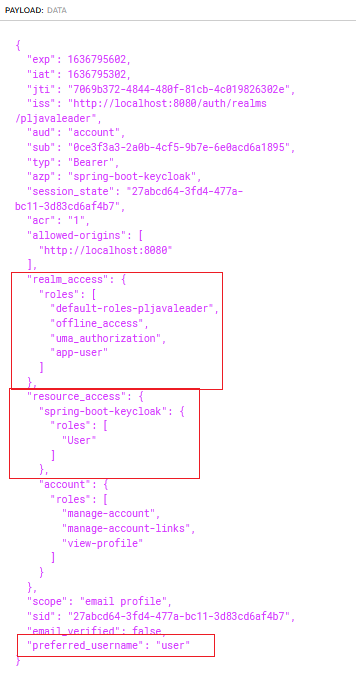 PAYLOAD: DATA
{
"exp": 1636795602,
"iat": 1636795302,
"jti": "7069b372-4844-480f-81cb-4c019826302e",
"iss": "http://localhost:8080/auth/realms
/pljavaleader",
"aud": "account",
"sub": "0ce3f3a3-2a0b-4cf5-9b7e-6e0acd6a1895",
"typ": "Bearer",
"azp": "spring-boot-keycloak",
"session_state": "27abcd64-3fd4-477a-
bc11-3d83cd6af4b7",
"acr": "1",
"allowed-origins": [
"http://localhost:8080"
],
"realm_access": {
"roles": [
"default-roles-pljavaleader",
"offline_access",
"uma_authorization",
"app-user"
]
},
"resource_access": {
"spring-boot-keycloak": {
"roles": [
"User"
]
},
"account": {
"roles": [
"manage-account",
"manage-account-links",
"view-profile"
]
}
},
"scope": "email profile",
"sid": "27abcd64-3fd4-477a-bc11-3d83cd6af4b7",
"email_verified": false,
"preferred_username": "user"
}